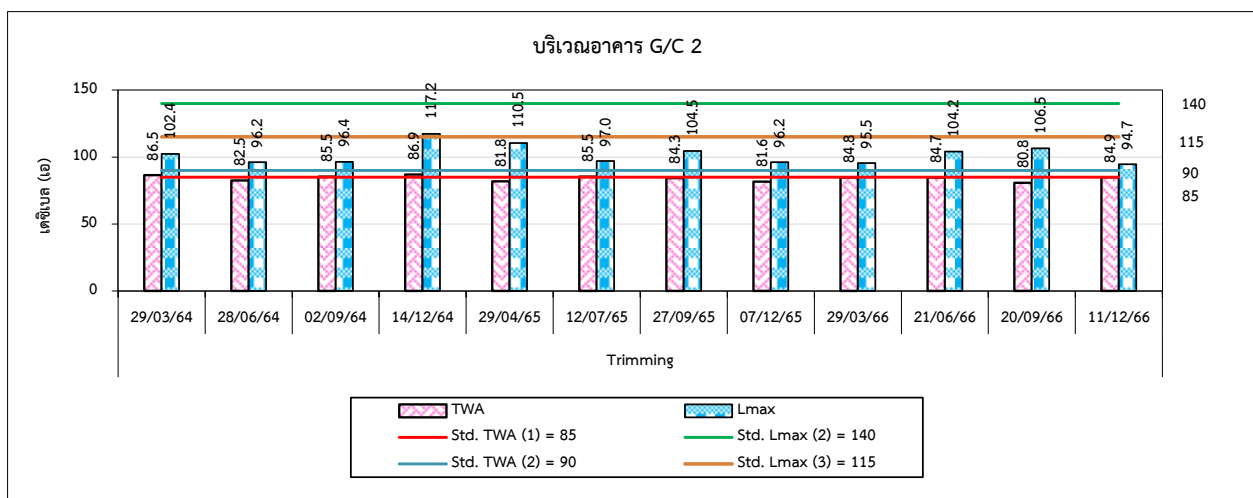 บริเวณอาคาร G/C 2
เดซิเบล (เอ)
150
100
50
0
86.5 102.4 82.5 96.2 85.5 96.4 86.9 117.2 81.8 110.5 85.5 97.0 84.3 104.5 81.6 96.2 84.8 95.5 84.7 104.2 80.8 106.5 84.9 94.7
140
115
90
85
29/03/64 28/06/64 02/09/64 14/12/64 29/04/65 12/07/65 27/09/65 07/12/65 29/03/66 21/06/66 20/09/66 11/12/66
Trimming
TWA Lmax
Std. TWA (1) = 85 Std. Lmax (2) = 140
Std. TWA (2) = 90 Std. Lmax (3) = 115